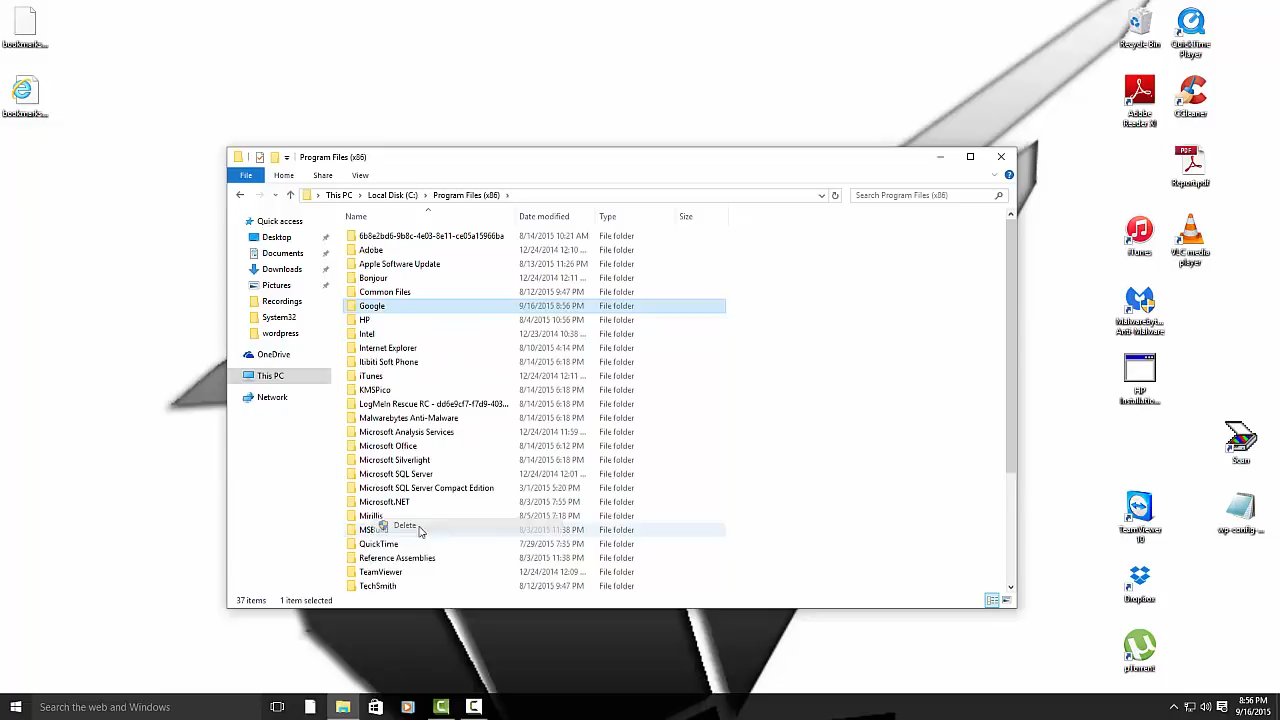 bookmarks...
bookmarks...
Recycle Bin
QuickTime
Player
Adobe
Reader XI
CCleaner
PDF
Report.pdf
iTunes
VLC media
player
Malwareby...
Anti-Malware
HP
Installatio...
Scan
TeamViewer
10
wp-config ...
Dropbox
µTorrent
Program Files (x86)
File
Home
Share
View
This PC
Local Disk (C:)
Program Files (x86)
Search Program Files (x86)
Quick access
Desktop
Documents
Downloads
Pictures
Recordings
System32
wordpress
OneDrive
This PC
Network
Name Date modified Type Size
6b8e2bd6-9b8c-4e03-8e11-ce05a15966ba 8/14/2015 10:21 AM File folder
Adobe 12/24/2014 12:10 ... File folder
Apple Software Update 8/13/2015 11:26 PM File folder
Bonjour 12/24/2014 12:11 ... File folder
Common Files 8/12/2015 9:47 PM File folder
Google 9/16/2015 8:56 PM File folder
HP 8/4/2015 10:56 PM File folder
Intel 12/23/2014 10:38 ... File folder
Internet Explorer 8/10/2015 4:14 PM File folder
Itibiti Soft Phone 8/14/2015 6:18 PM File folder
iTunes 12/24/2014 12:11 ... File folder
KMSPico 8/14/2015 6:18 PM File folder
LogMeIn Rescue RC - dd6e9cf7-f7d9-403... 8/14/2015 6:18 PM File folder
Malwarebytes Anti-Malware 8/14/2015 6:18 PM File folder
Microsoft Analysis Services 12/24/2014 11:59 ... File folder
Microsoft Office 8/14/2015 6:12 PM File folder
Microsoft Silverlight 8/14/2015 6:18 PM File folder
Microsoft SQL Server 12/24/2014 12:01 ... File folder
Microsoft SQL Server Compact Edition 3/1/2015 5:20 PM File folder
Microsoft.NET 8/3/2015 7:55 PM File folder
Mirillis 8/5/2015 7:18 PM File folder
Delete
8/3/2015 11:38 PM File folder
QuickTime 7/29/2015 7:35 PM File folder
Reference Assemblies 8/3/2015 11:38 PM File folder
TeamViewer 12/24/2014 12:09 ... File folder
TechSmith 8/12/2015 9:47 PM File folder
37 items 1 item selected
Search the web and Windows
8:56 PM
9/16/2015